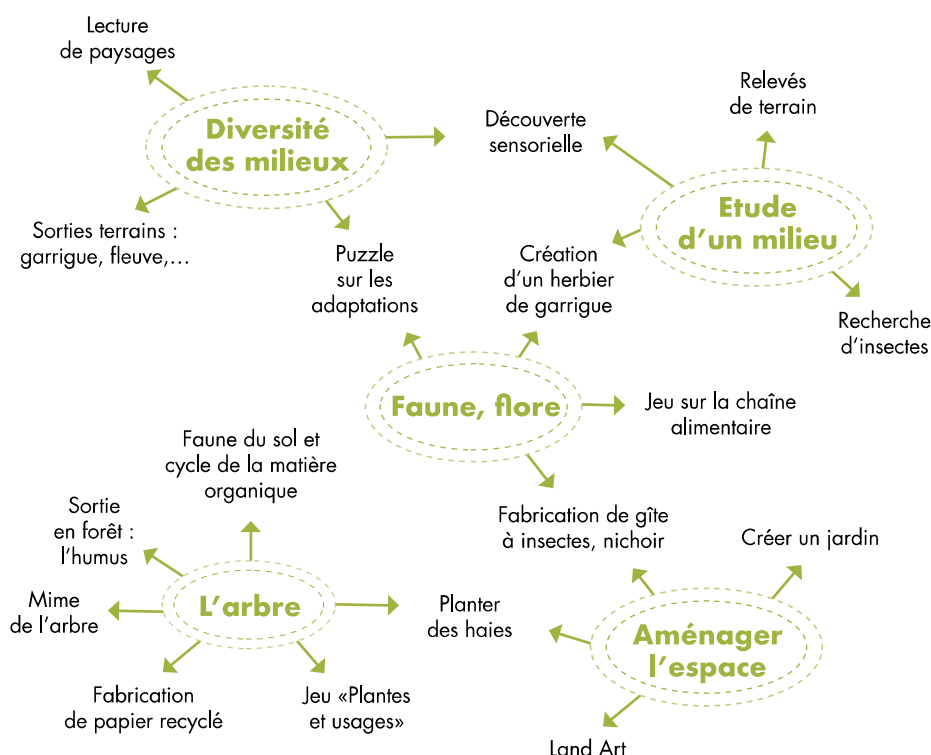 Lecture
de paysages
Diversité
des milieux
Sorties terrains :
garrigue, fleuve,...
Puzzle
sur les
adaptations
Découverte
sensorielle
Relevés
de terrain
Etude
d'un milieu
Création
d'un herbier
de garrigue
Recherche
d'insectes
Faune, flore
Jeu sur la chaîne
alimentaire
Fabrication de gîte
à insectes, nichoir
Faune du sol et
cycle de la matière
organique
Sortie
en forêt :
l'humus
L'arbre
Mime
de l'arbre
Fabrication
de papier recyclé
Jeu «Plantes
et usages»
Planter
des haies
Créer un jardin
Aménager
l'espace
Land Art